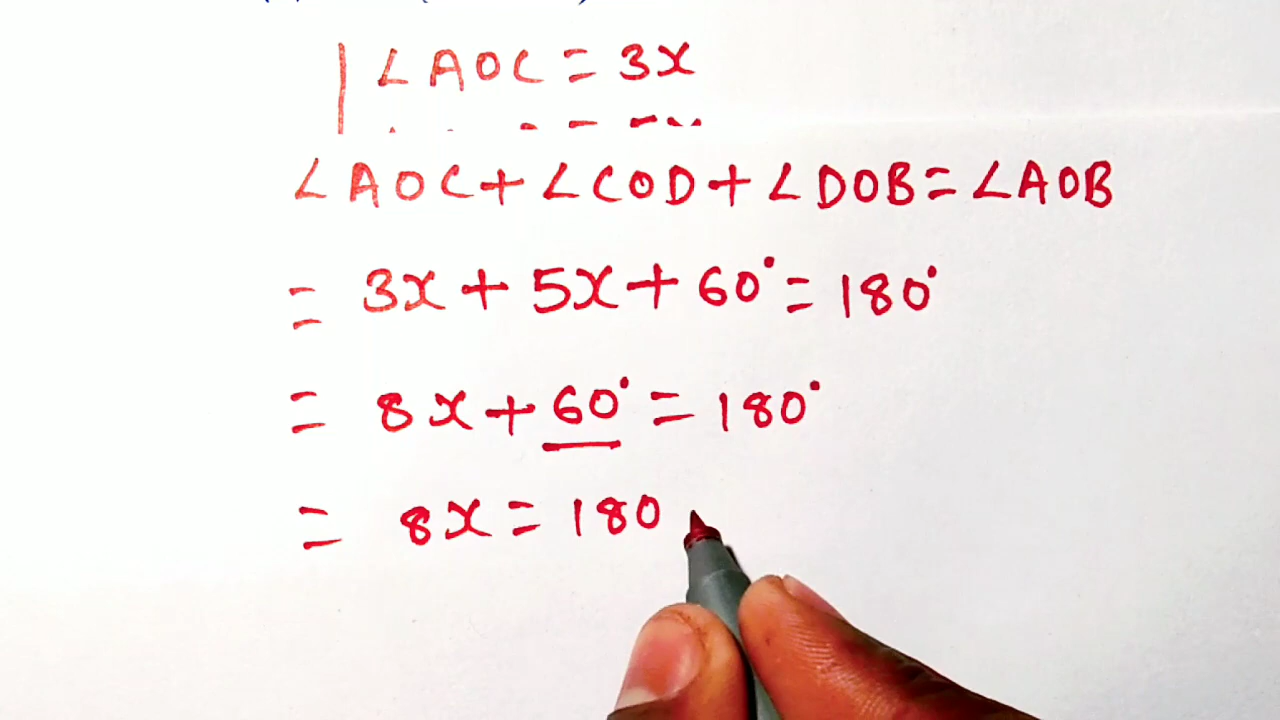 ∠AOC = 3x
∠AOC + ∠COD + ∠DOB = ∠AOB
= 3x + 5x + 60° = 180°
= 8x + 60° = 180°
= 8x = 180